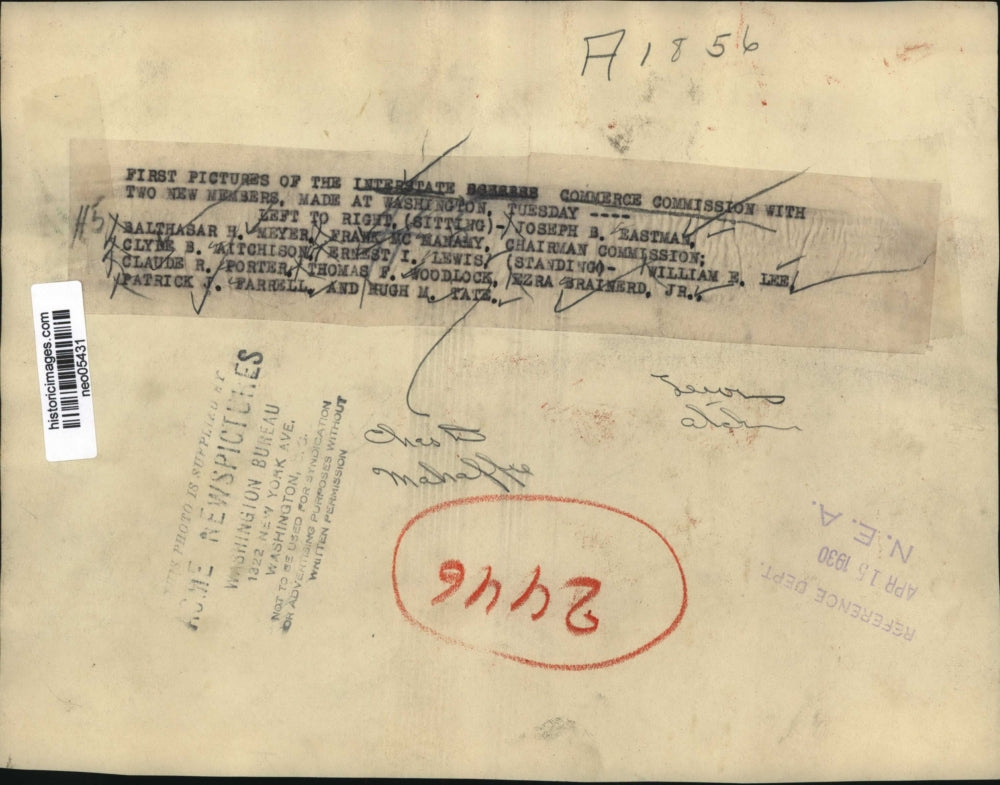 A1856
FIRST PICTURES OF THE INTERSTATE COMMERCE COMMISSION WITH
TWO NEW MEMBERS, MADE AT WASHINGTON, TUESDAY ----
LEFT TO RIGHT (SITTING)- JOSEPH B. EASTMAN,
#5 BALTHASAR H. MEYER, FRANK MC MANAMY, CHAIRMAN COMMISSION;
CLYDE B. AITCHISON, ERNEST I. LEWIS, (STANDING)- WILLIAM E. LEE,
CLAUDE R. PORTER, THOMAS F. WOODLOCK, EZRA BRAINERD, JR.,
PATRICK J. FARRELL, AND HUGH M. TATE.
historicimages.com
neo05431
THIS PHOTO IS SUPPLIED BY
ACME NEWSPICTURES
WASHINGTON BUREAU
1322 NEW YORK AVE.
WASHINGTON, D.C.
NOT TO BE USED FOR SYNDICATION
OR ADVERTISING PURPOSES WITHOUT
WRITTEN PERMISSION
Chas D
Mahaffie
Lewis
2446
REFERENCE DEPT.
APR 15 1930
N.E.A.